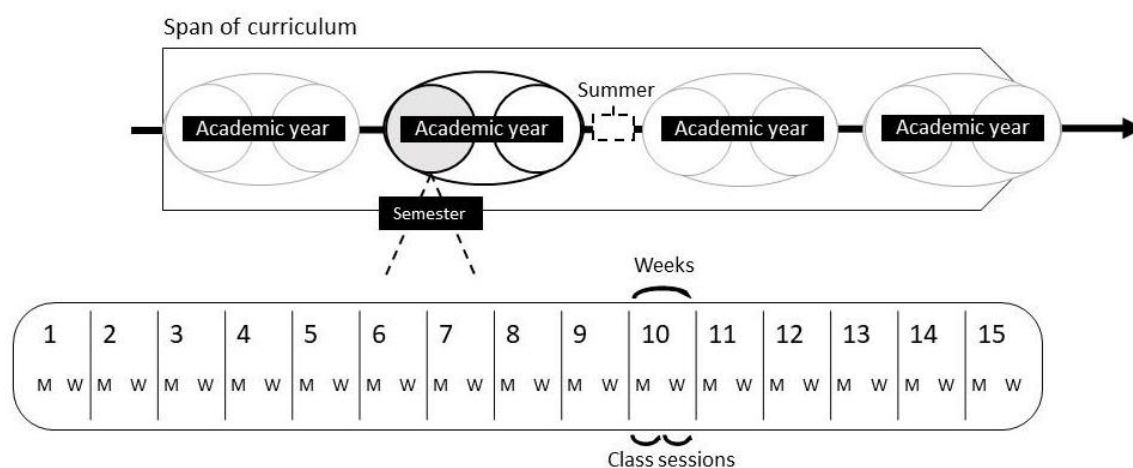 Span of curriculum
Summer
Academic year Academic year Academic year Academic year
Semester
Weeks
1 2 3 4 5 6 7 8 9 10 11 12 13 14 15
M W M W M W M W M W M W M W M W M W M W M W M W M W M W M W
Class sessions